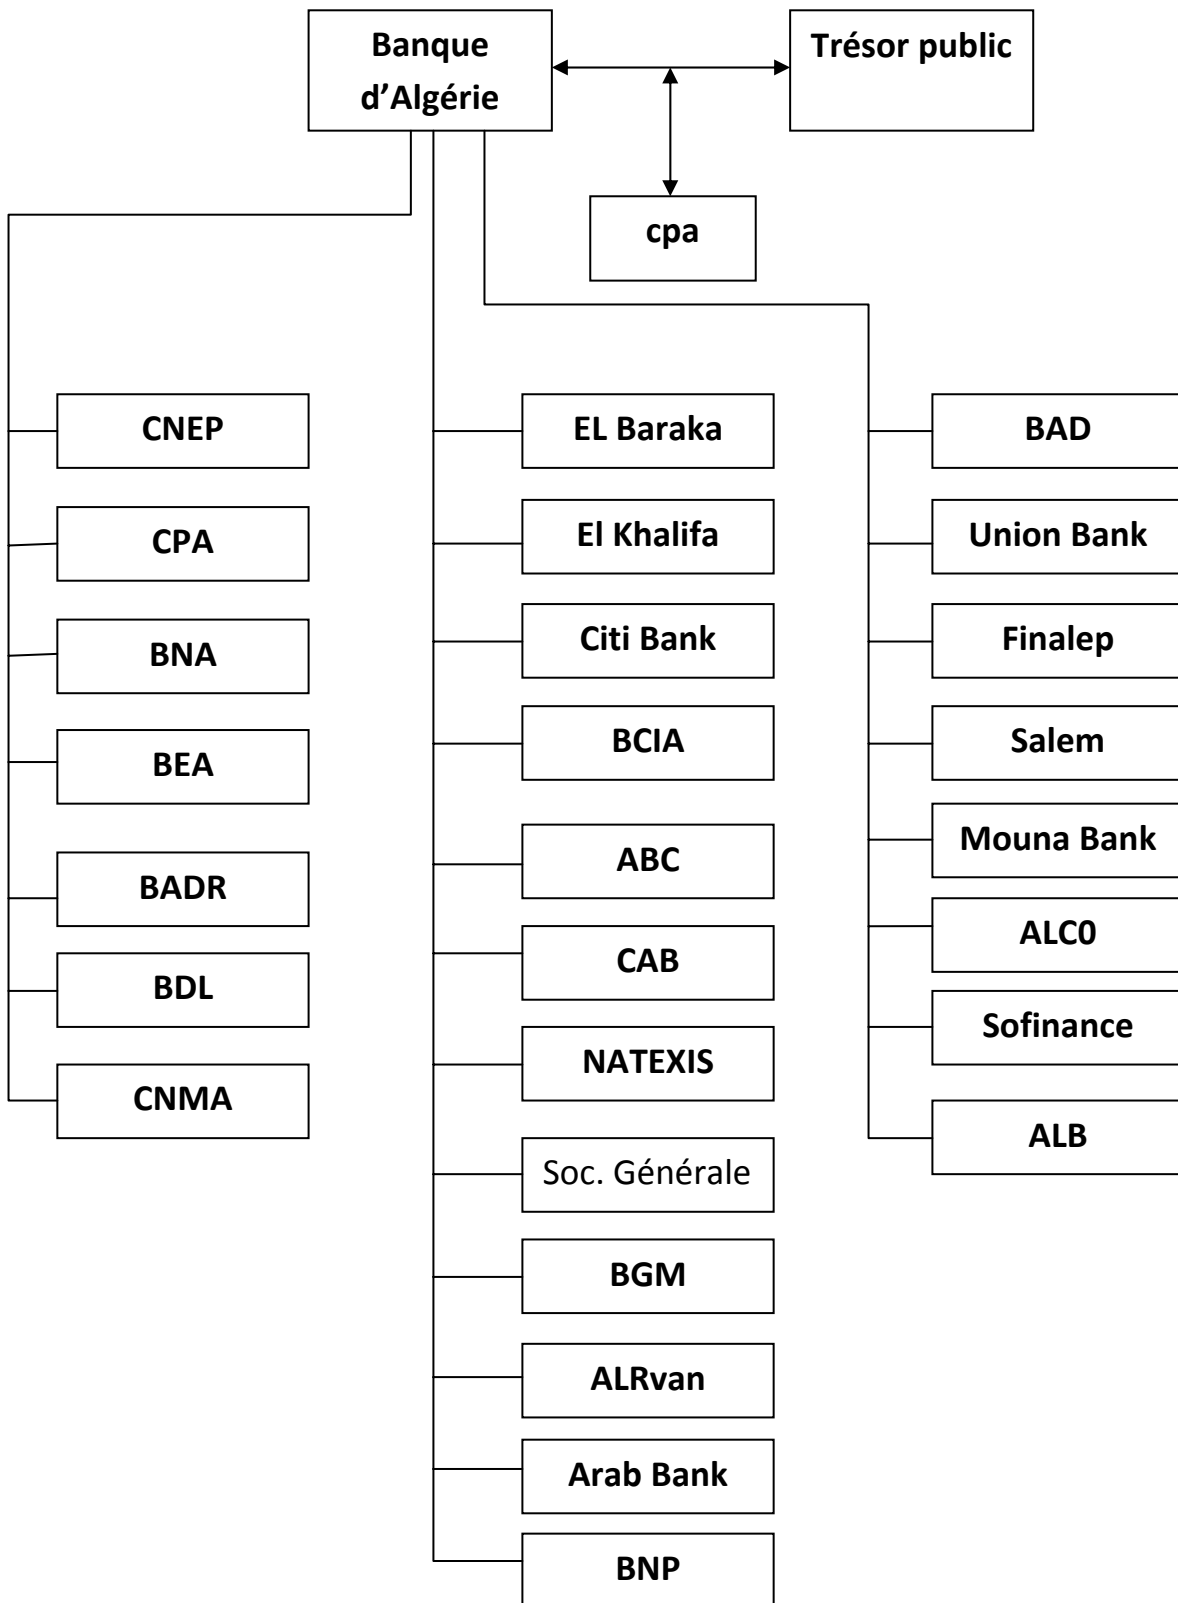 Banque
d’Algérie
Trésor public
cpa
CNEP
CPA
BNA
BEA
BADR
BDL
CNMA
EL Baraka
El Khalifa
Citi Bank
BCIA
ABC
CAB
NATEXIS
Soc. Générale
BGM
ALRvan
Arab Bank
BNP
BAD
Union Bank
Finalep
Salem
Mouna Bank
ALC0
Sofinance
ALB